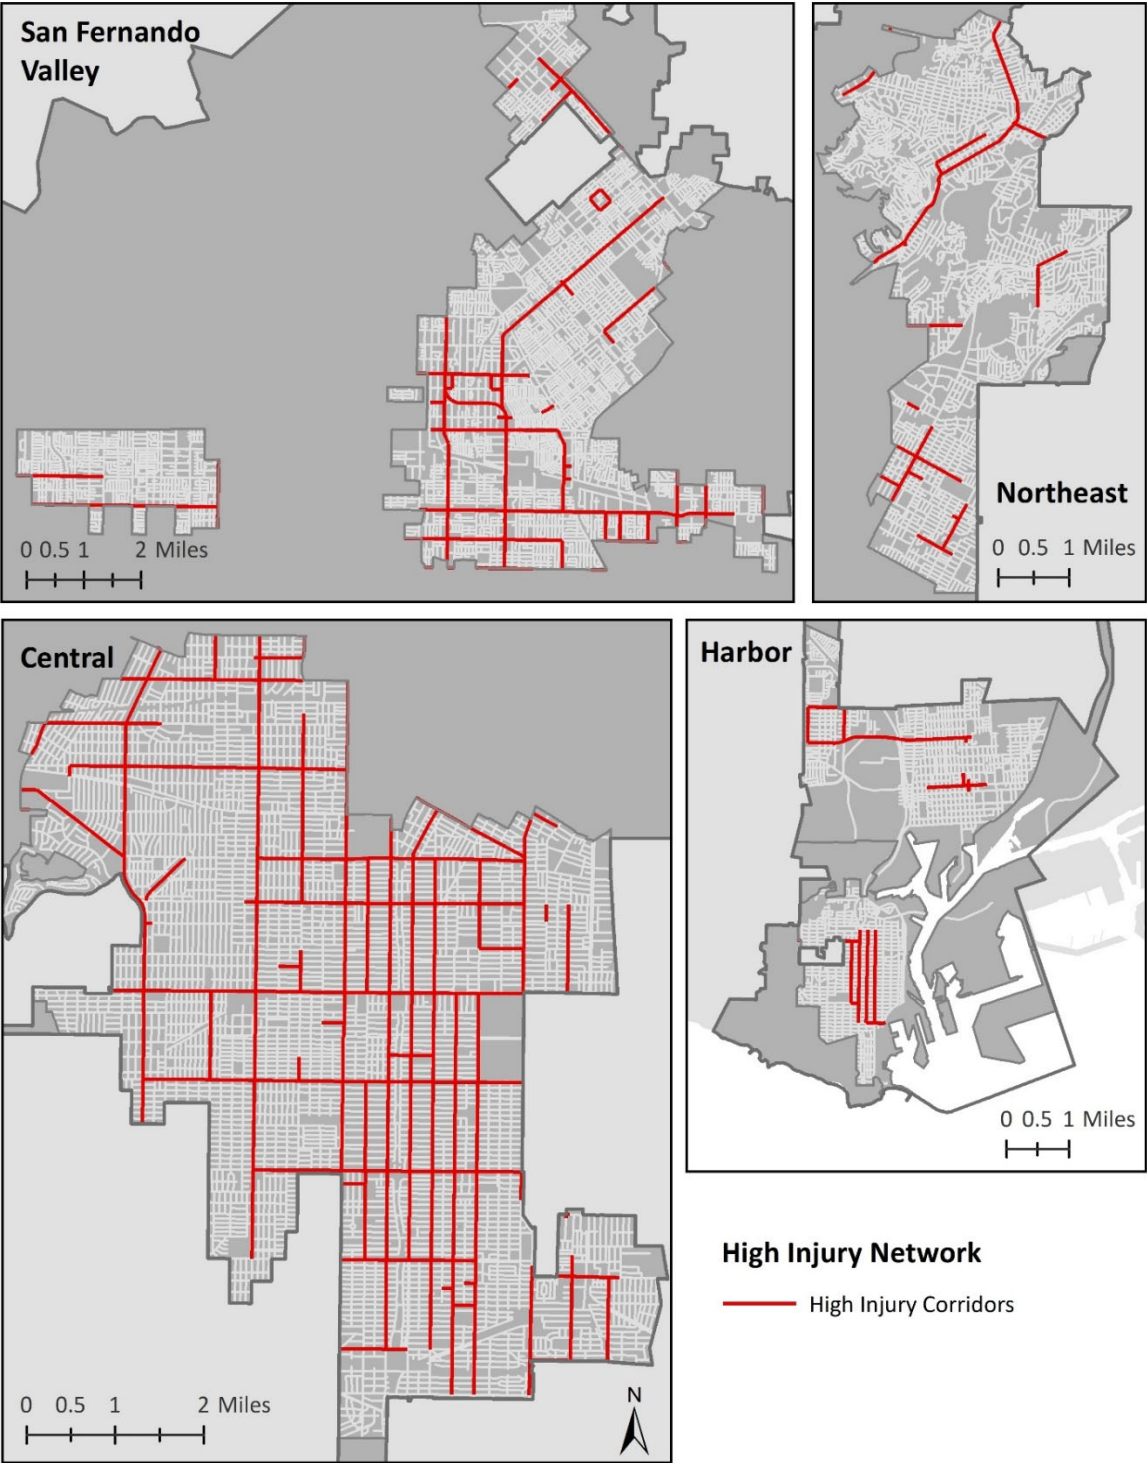 San Fernando
Valley
0 0.5 1 2 Miles
Northeast
0 0.5 1 Miles
Central
0 0.5 1 2 Miles
N
Harbor
0 0.5 1 Miles
High Injury Network
High Injury Corridors